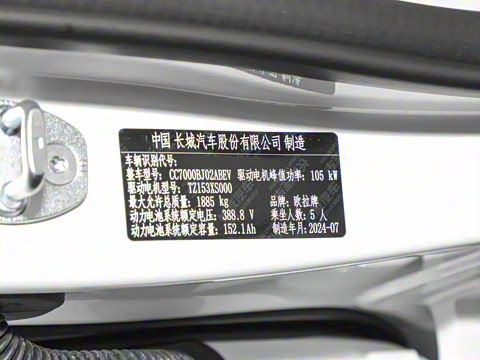 中国 长城汽车股份有限公司 制造
车辆识别代号:
整车型号: CC7000BJ02ABEV 驱动电机峰值功率: 105 kW
驱动电机型号: TZ153XS000
最大允许总质量: 1885 kg 品牌: 欧拉牌
动力电池系统额定电压: 388.8 V 乘坐人数: 5 人
动力电池系统额定容量: 152.1Ah 制造年月: 2024-07